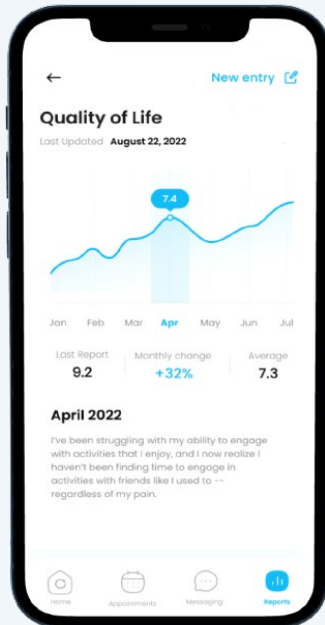 New entry
Quality of Life
Last Updated August 22, 2022
7.4
Jan Feb Mar Apr May Jun Jul
Last Report Monthly change Average
9.2 +32% 7.3
April 2022
I've been struggling with my ability to engage
with activities that I enjoy, and I now realize I
haven't been finding time to engage in
activities with friends like I used to --
regardless of my pain.
Home Appointments Messaging Reports